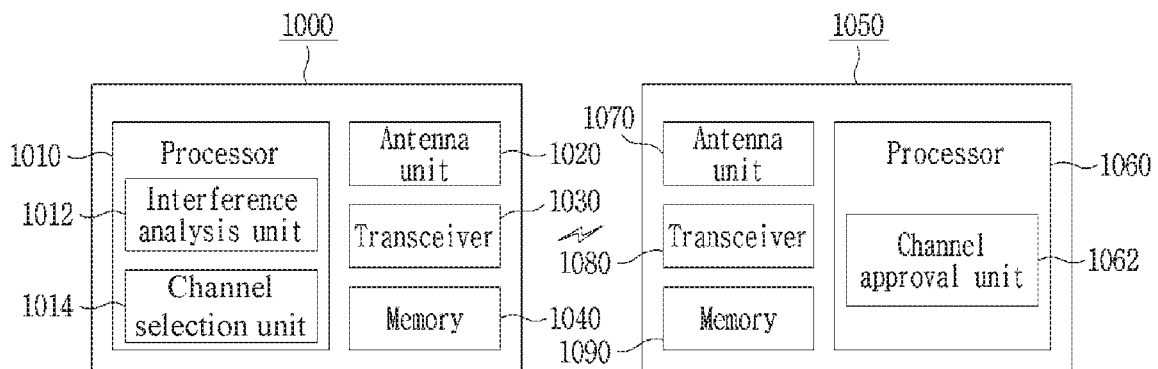 1000
1050
1010
Processor
1012
Interference
analysis unit
1014
Channel
selection unit
Antenna
unit
1020
Transceiver
1030
Memory
1040
1070
Antenna
unit
1080
Transceiver
1090
Memory
Processor
1060
Channel
approval unit
1062